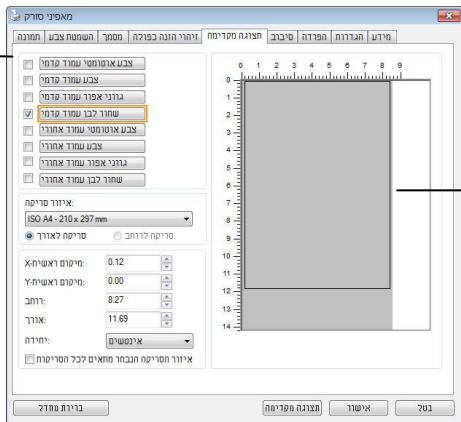 מאפיני סורק
מידע הגדרות הפרדה סיבוב תצוגה מקדימה זיהוי הזנה כפולה מסמך השמטת צבע תמונה
צבע אוטומטי עמוד קדמי
צבע עמוד קדמי
גווני אפור עמוד קדמי
שחור לבן עמוד קדמי
צבע אוטומטי עמוד אחורי
צבע עמוד אחורי
גווני אפור עמוד אחורי
שחור לבן עמוד אחורי
איזור סריקה:
ISO A4 - 210 x 297 mm
סריקה לרוחב סריקה לאורך
מיקום ראשית-X: 0.12
מיקום ראשית-Y: 0.00
רוחב: 8.27
אורך: 11.69
יחידה: אינטשים
איזור הסריקה הנבחר מתאים לכל הסריקות
0 1 2 3 4 5 6 7 8 9
0
1
2
3
4
5
6
7
8
9
10
11
12
13
14
בטל אישור תצוגה מקדימה ברירת מחדל